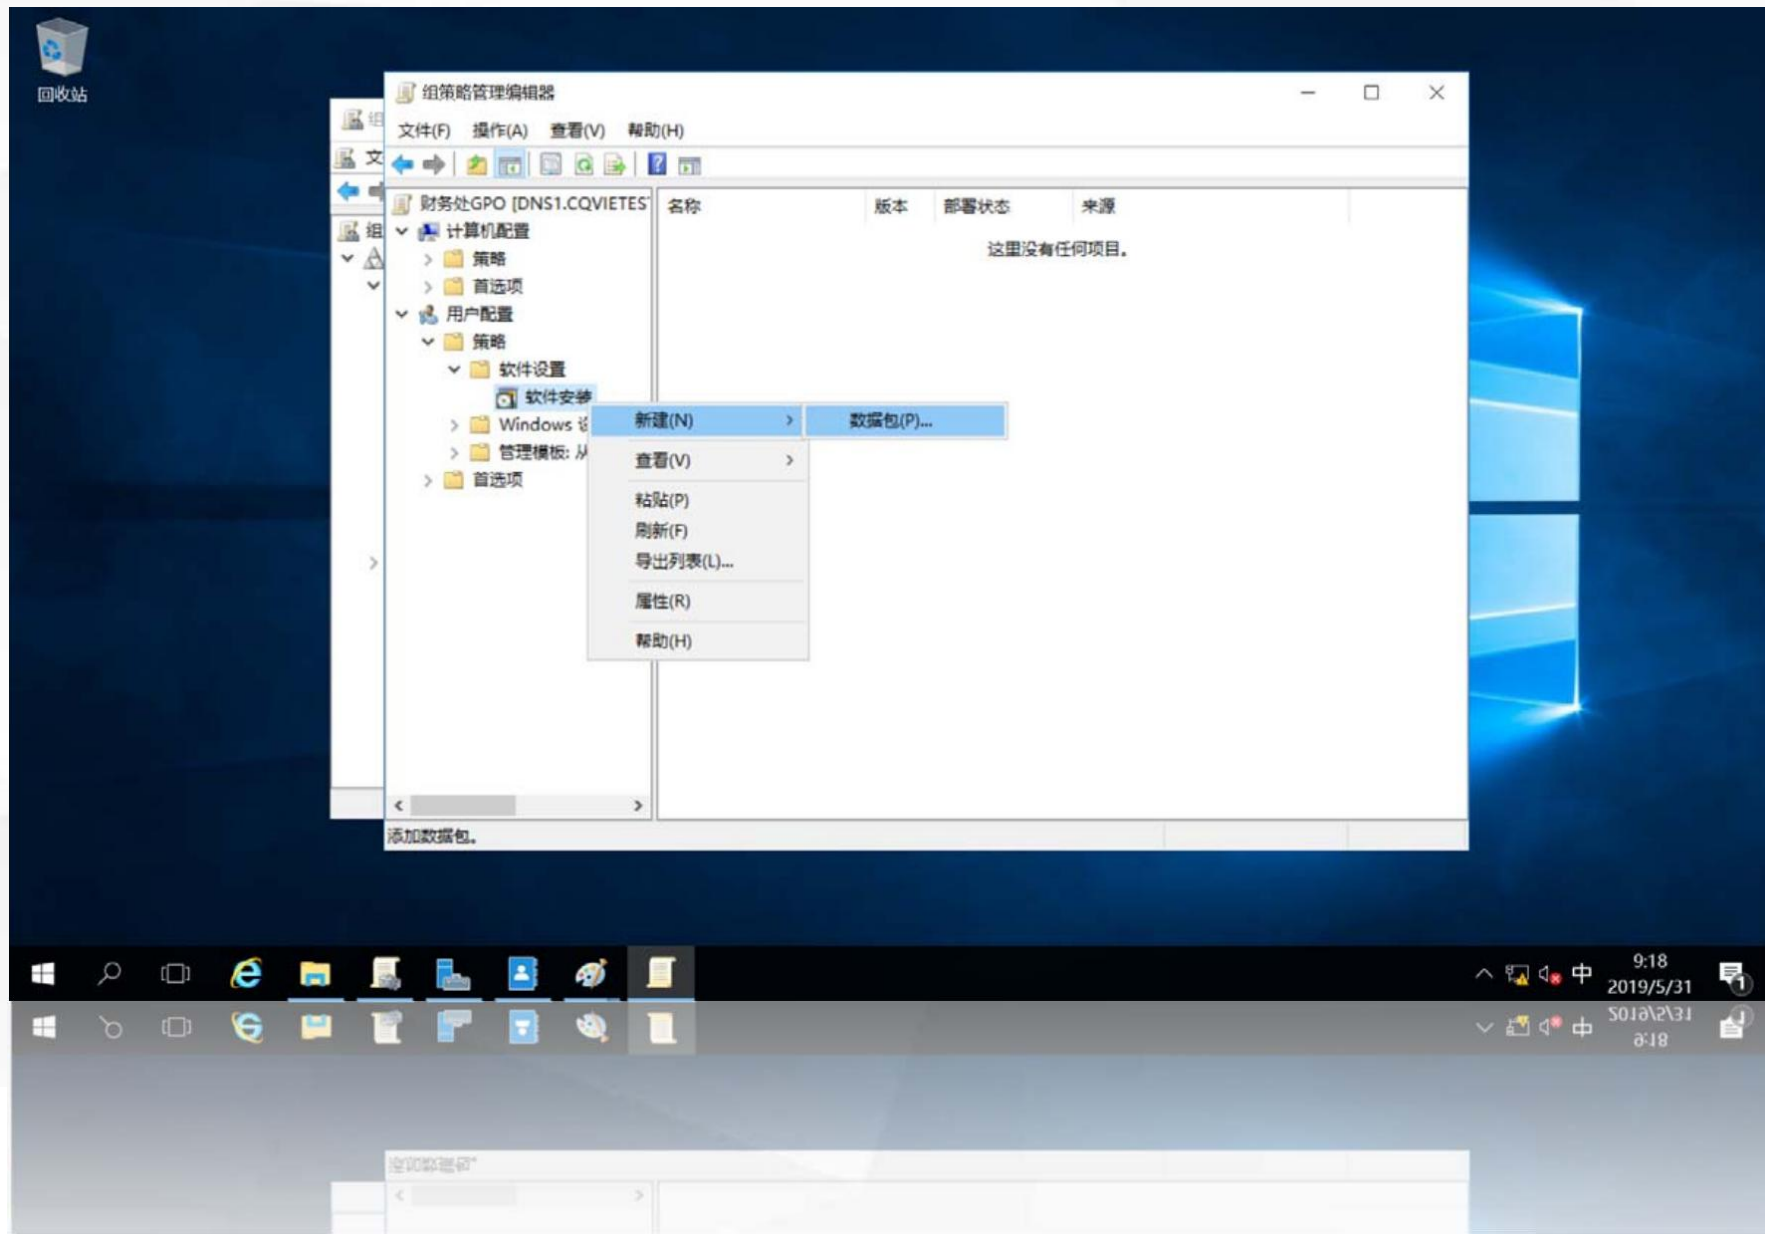 回收站
组策略管理编辑器
文件(F) 操作(A) 查看(V) 帮助(H)
组
文
组
财务处GPO [DNS1.CQVIETES
计算机配置
策略
首选项
用户配置
策略
软件设置
软件安装
Windows
管理模板: 从
首选项
名称 版本 部署状态 来源
这里没有任何项目。
新建(N)
查看(V)
粘贴(P)
刷新(F)
导出列表(L)...
属性(R)
帮助(H)
数据包(P)...
添加数据包。
中
9:18
2019/5/31
1